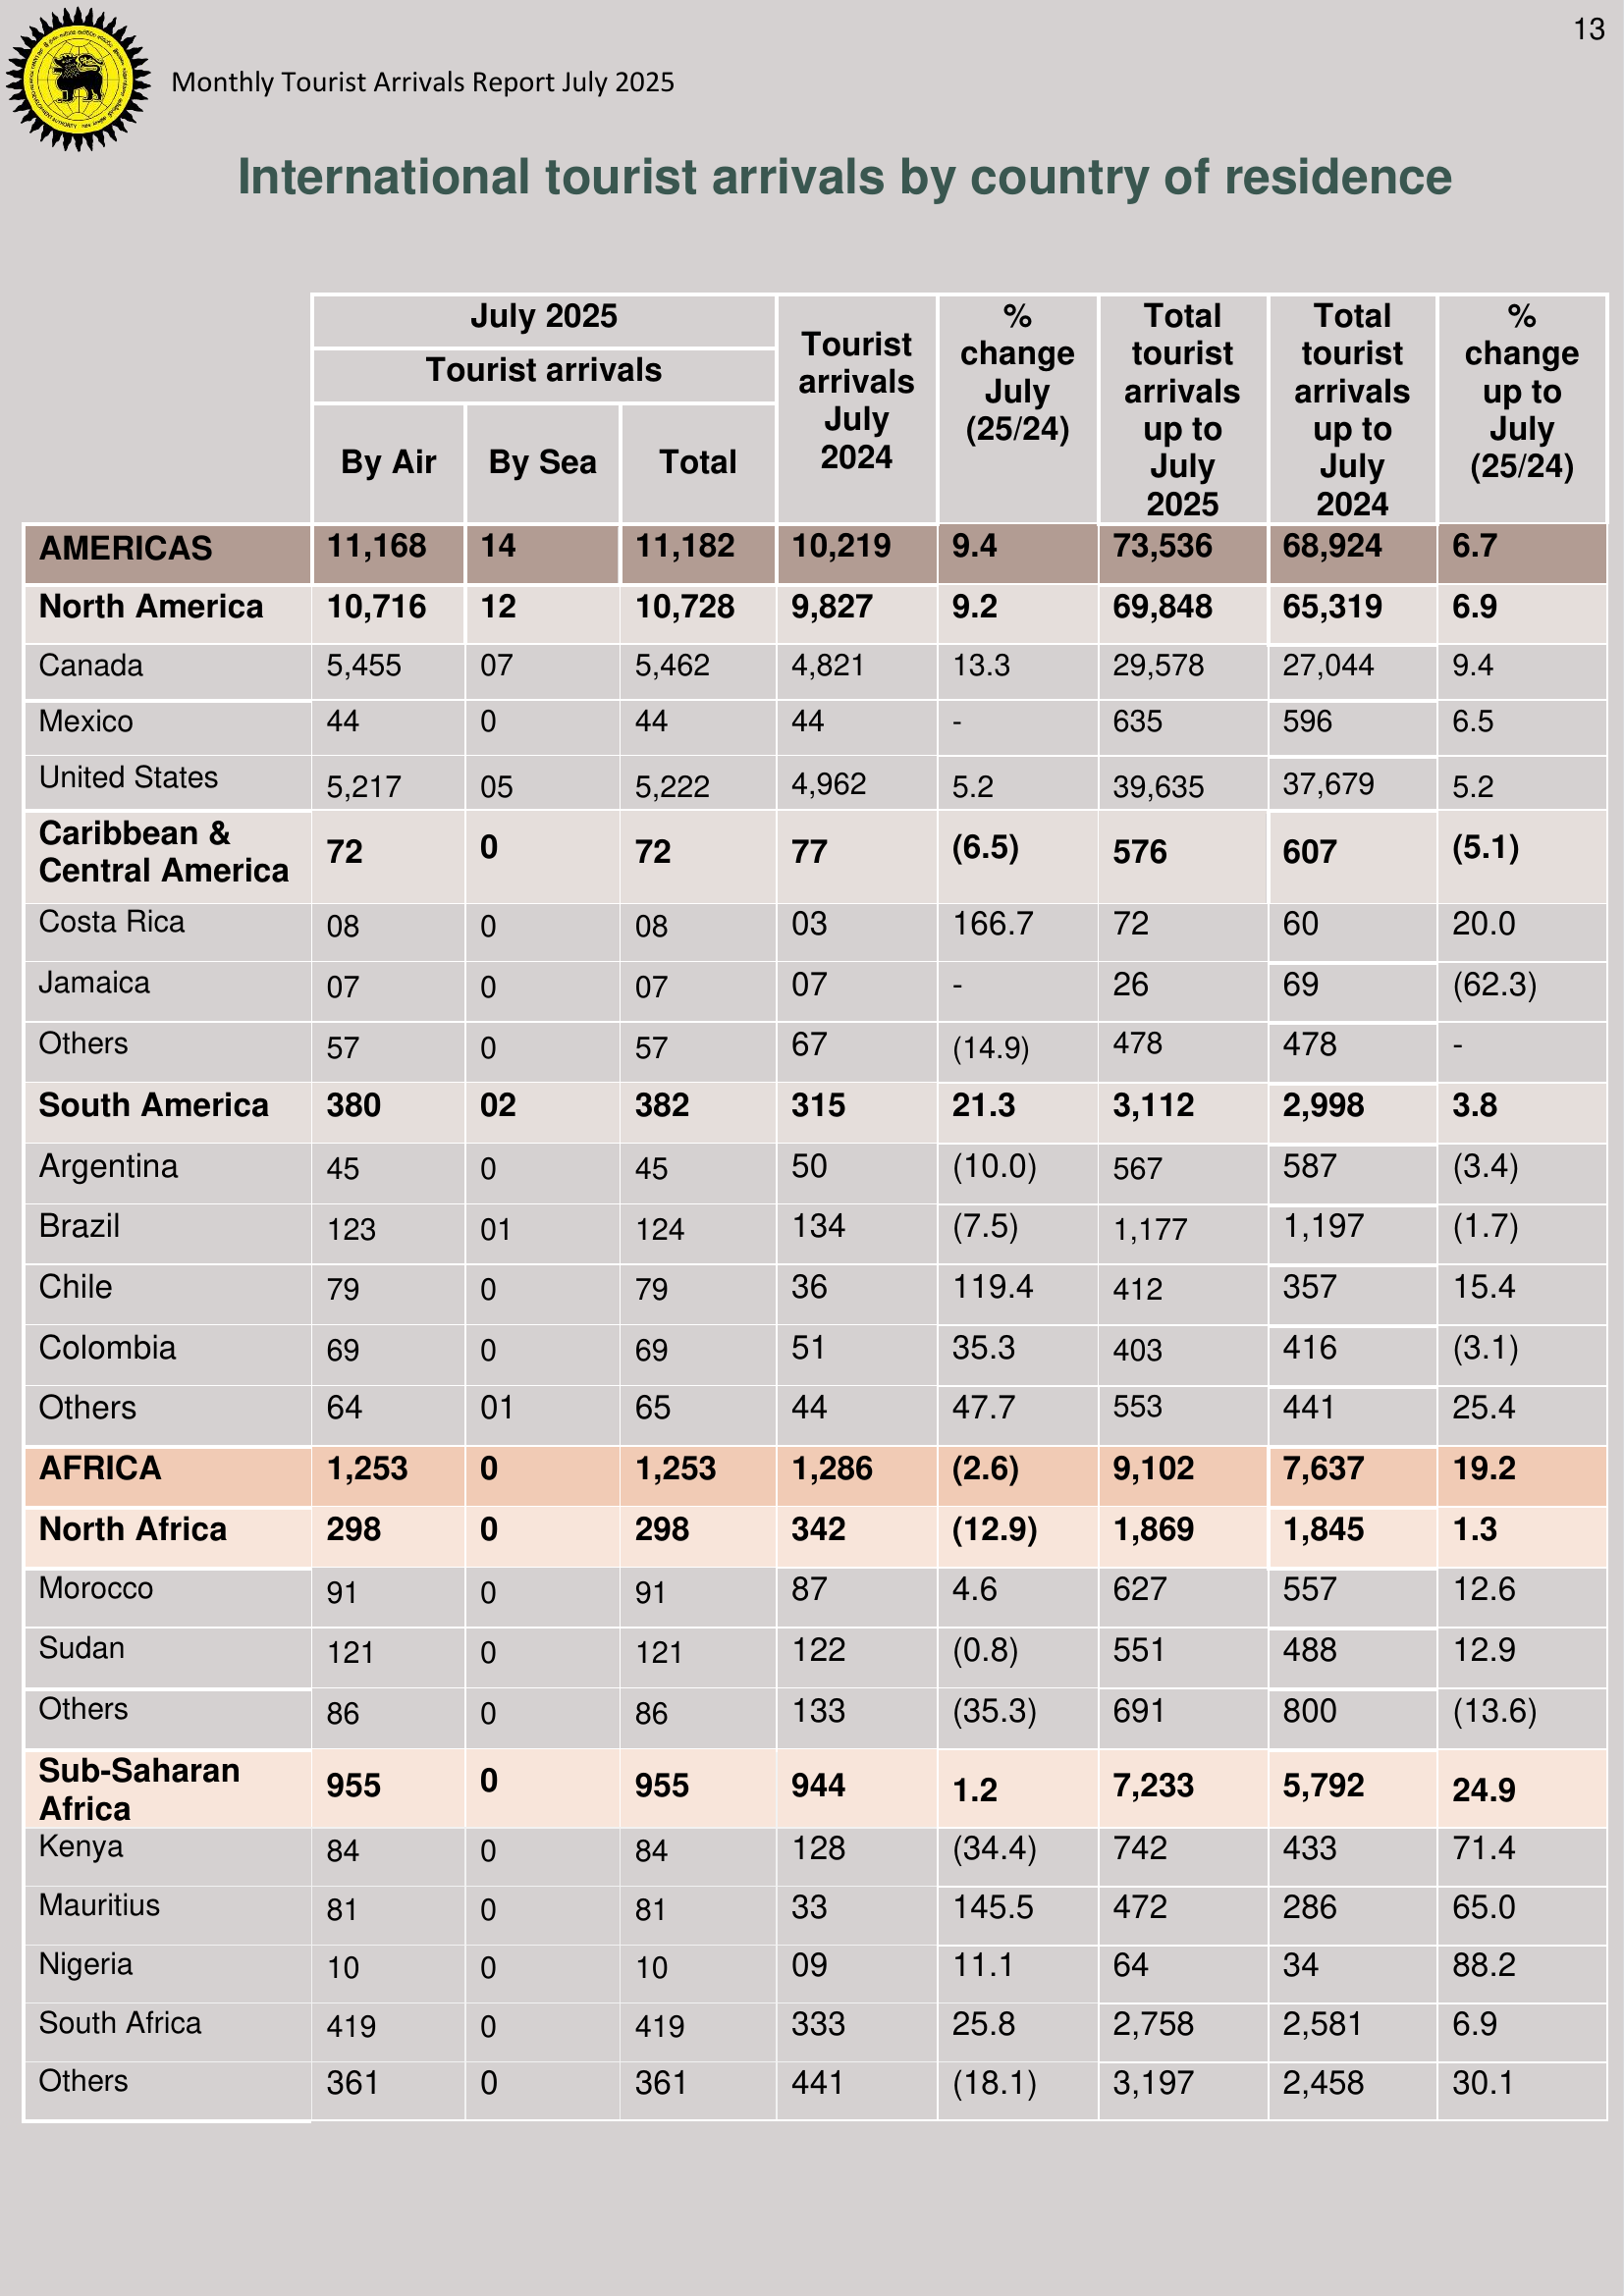 13
Monthly Tourist Arrivals Report July 2025
International tourist arrivals by country of residence
July 2025
Tourist arrivals
By Air By Sea Total
Tourist
arrivals
July
2024
%
change
July
(25/24)
Total
tourist
arrivals
up to
July
2025
Total
tourist
arrivals
up to
July
2024
%
change
up to
July
(25/24)
AMERICAS 11,168 14 11,182 10,219 9.4 73,536 68,924 6.7
North America 10,716 12 10,728 9,827 9.2 69,848 65,319 6.9
Canada 5,455 07 5,462 4,821 13.3 29,578 27,044 9.4
Mexico 44 0 44 44 - 635 596 6.5
United States 5,217 05 5,222 4,962 5.2 39,635 37,679 5.2
Caribbean &
Central America 72 0 72 77 (6.5) 576 607 (5.1)
Costa Rica 08 0 08 03 166.7 72 60 20.0
Jamaica 07 0 07 07 - 26 69 (62.3)
Others 57 0 57 67 (14.9) 478 478 -
South America 380 02 382 315 21.3 3,112 2,998 3.8
Argentina 45 0 45 50 (10.0) 567 587 (3.4)
Brazil 123 01 124 134 (7.5) 1,177 1,197 (1.7)
Chile 79 0 79 36 119.4 412 357 15.4
Colombia 69 0 69 51 35.3 403 416 (3.1)
Others 64 01 65 44 47.7 553 441 25.4
AFRICA 1,253 0 1,253 1,286 (2.6) 9,102 7,637 19.2
North Africa 298 0 298 342 (12.9) 1,869 1,845 1.3
Morocco 91 0 91 87 4.6 627 557 12.6
Sudan 121 0 121 122 (0.8) 551 488 12.9
Others 86 0 86 133 (35.3) 691 800 (13.6)
Sub-Saharan
Africa 955 0 955 944 1.2 7,233 5,792 24.9
Kenya 84 0 84 128 (34.4) 742 433 71.4
Mauritius 81 0 81 33 145.5 472 286 65.0
Nigeria 10 0 10 09 11.1 64 34 88.2
South Africa 419 0 419 333 25.8 2,758 2,581 6.9
Others 361 0 361 441 (18.1) 3,197 2,458 30.1